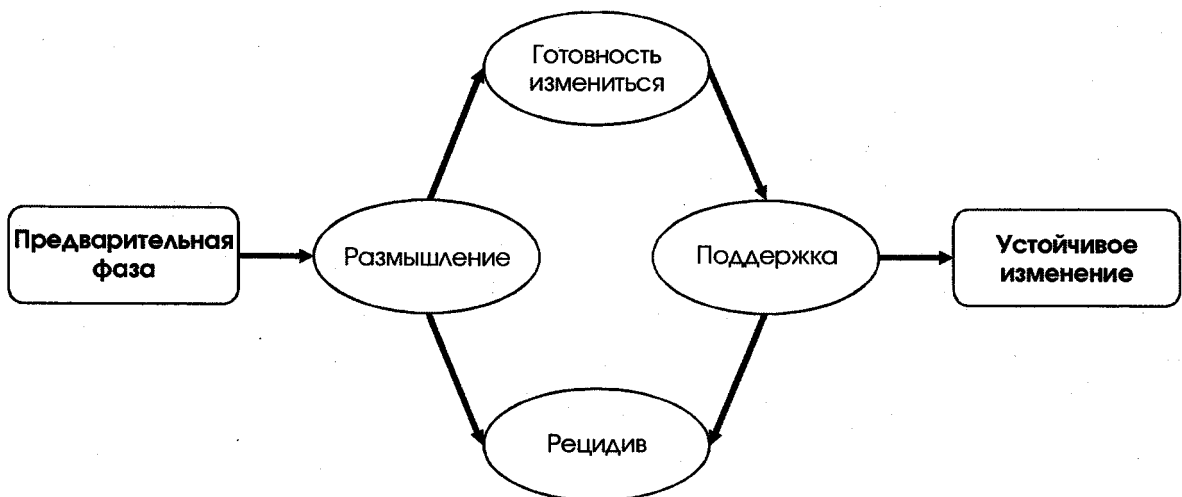 Готовность
измениться
Предварительная
фаза
Размышление
Поддержка
Устойчивое
изменение
Рецидив